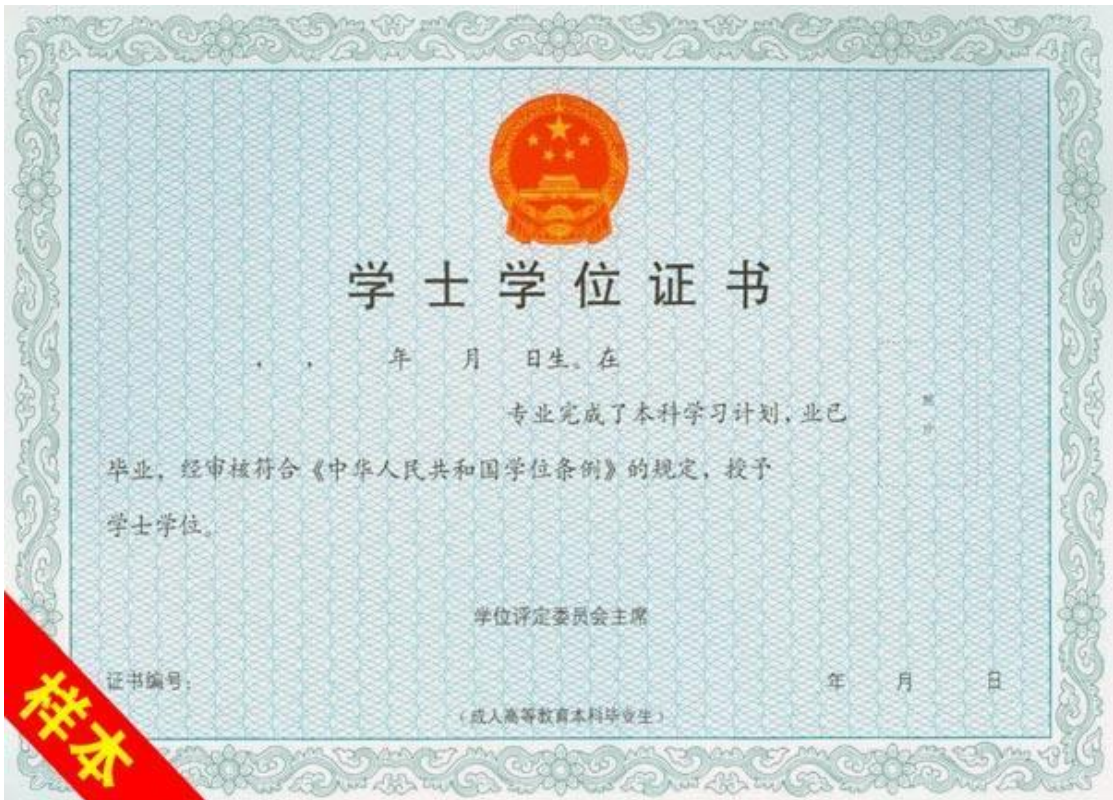 学士学位证书
， ， 年 月 日生。在
专业完成了本科学习计划，业已
毕业，经审核符合《中华人民共和国学位条例》的规定，授予
学士学位。
学位评定委员会主席
证书编号： 年 月 日
（成人高等教育本科毕业生）
样本